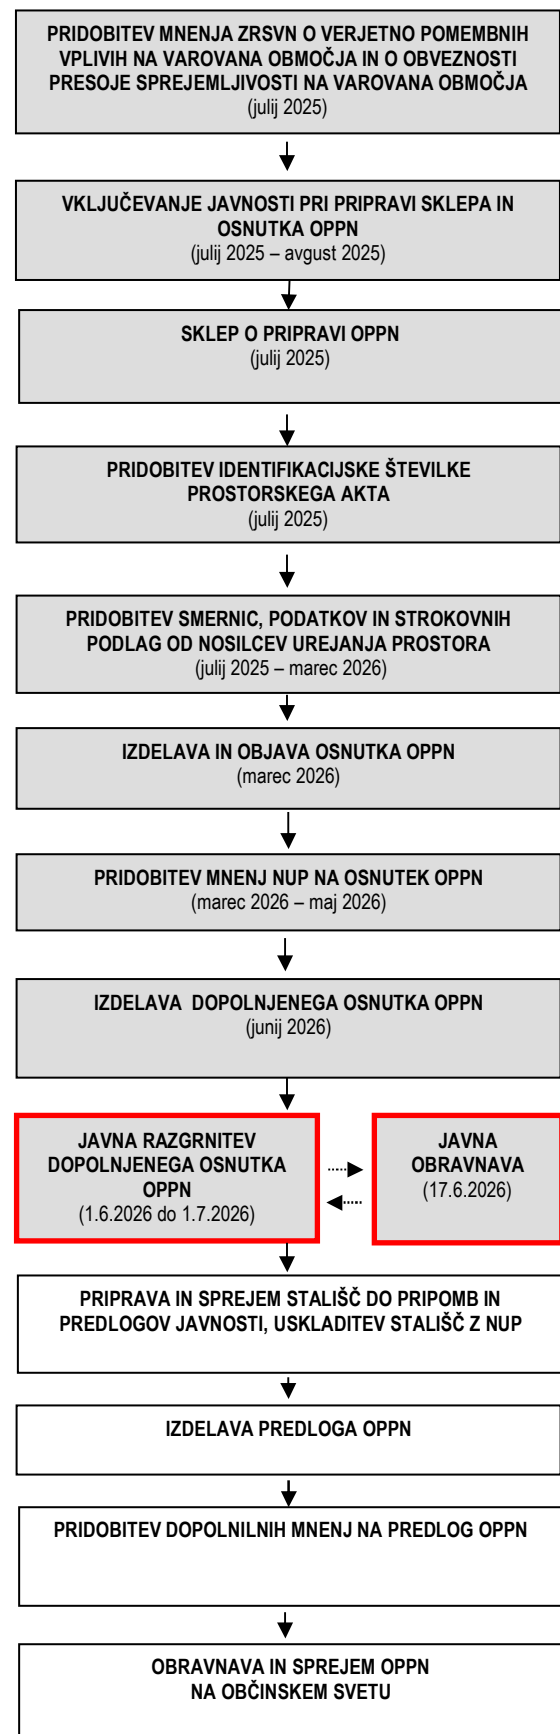 PRIDOBITEV MNENJA ZRSVN O VERJETNO POMEMBNIH
VPLIVIH NA VAROVANA OBMOČJA IN O OBVEZNOSTI
PRESOJE SPREJEMLJIVOSTI NA VAROVANA OBMOČJA
(julij 2025)
VKLJUČEVANJE JAVNOSTI PRI PRIPRAVI SKLEPA IN
OSNUTKA OPPN
(julij 2025 – avgust 2025)
SKLEP O PRIPRAVI OPPN
(julij 2025)
PRIDOBITEV IDENTIFIKACIJSKE ŠTEVILKE
PROSTORSKEGA AKTA
(julij 2025)
PRIDOBITEV SMERNIC, PODATKOV IN STROKOVNIH
PODLAG OD NOSILCEV UREJANJA PROSTORA
(julij 2025 – marec 2026)
IZDELAVA IN OBJAVA OSNUTKA OPPN
(marec 2026)
PRIDOBITEV MNENJ NUP NA OSNUTEK OPPN
(marec 2026 – maj 2026)
IZDELAVA DOPOLNJENEGA OSNUTKA OPPN
(junij 2026)
JAVNA RAZGRNITEV
DOPOLNJENEGA OSNUTKA
OPPN
(1.6.2026 do 1.7.2026)
JAVNA
OBRAVNAVA
(17.6.2026)
PRIPRAVA IN SPREJEM STALIŠČ DO PRIPOMB IN
PREDLOGOV JAVNOSTI, USKLADITEV STALIŠČ Z NUP
IZDELAVA PREDLOGA OPPN
PRIDOBITEV DOPOLNILNIH MNENJ NA PREDLOG OPPN
OBRAVNAVA IN SPREJEM OPPN
NA OBČINSKEM SVETU